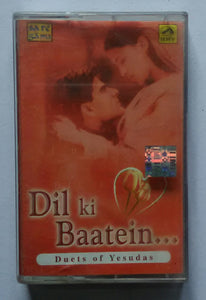 Dil ki
Baatein...
Duets of Yesudas